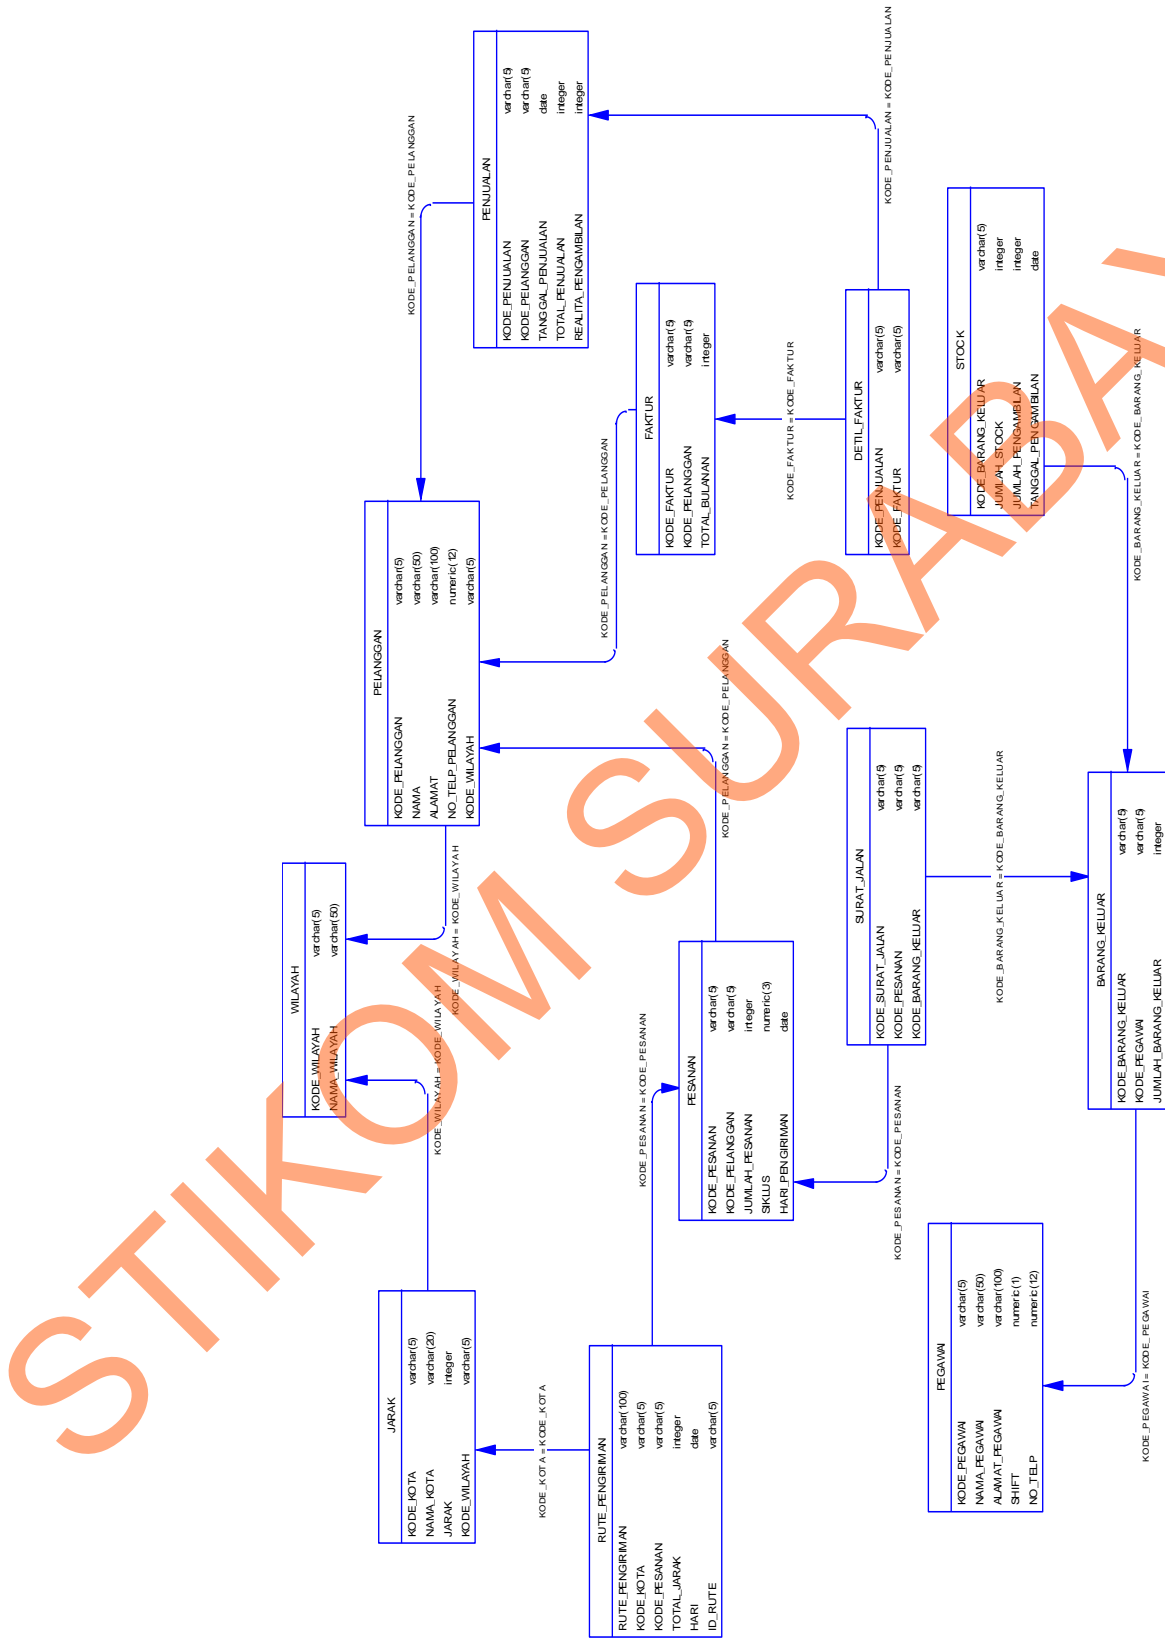 WILAYAH
KODE_WILAYAH varchar(5)
NAMA_WILAYAH varchar(50)
JARAK
KODE_KOTA varchar(5)
NAMA_KOTA varchar(20)
JARAK integer
KODE_WILAYAH varchar(5)
KODE_WILAYAH = KODE_WILAYAH
KODE_WILAYAH = KODE_WILAYAH
PELANGGAN
KODE_PELANGGAN varchar(5)
NAMA varchar(50)
ALAMAT varchar(100)
NO_TELP_PELANGGAN numeric(12)
KODE_WILAYAH varchar(5)
KODE_PELANGGAN = KODE_PELANGGAN
PENJUALAN
KODE_PENJUALAN varchar(5)
KODE_PELANGGAN varchar(5)
TANGGAL_PENJUALAN date
TOTAL_PENJUALAN integer
REALITA_PENGAMBILAN integer
KODE_KOTA = KODE_KOTA
RUTE_PENGIRIMAN
RUTE_PENGIRIMAN varchar(100)
KODE_KOTA varchar(5)
KODE_PESANAN varchar(5)
TOTAL_JARAK integer
HARI date
ID_RUTE varchar(5)
KODE_PESANAN = KODE_PESANAN
KODE_PELANGGAN = KODE_PELANGGAN
FAKTUR
KODE_FAKTUR varchar(5)
KODE_PELANGGAN varchar(5)
TOTAL_BULANAN integer
PESANAN
KODE_PESANAN varchar(5)
KODE_PELANGGAN varchar(5)
JUMLAH_PESANAN integer
SIKLUS numeric(3)
HARI_PENGIRIMAN date
KODE_PELANGGAN = KODE_PELANGGAN
KODE_FAKTUR = KODE_FAKTUR
DETIL_FAKTUR
KODE_PENJUALAN varchar(5)
KODE_FAKTUR varchar(5)
KODE_PENJUALAN = KODE_PENJUALAN
SURAT_JALAN
KODE_SURAT_JALAN varchar(5)
KODE_PESANAN varchar(5)
KODE_BARANG_KELUAR varchar(5)
KODE_PESANAN = KODE_PESANAN
STOCK
KODE_BARANG_KELUAR varchar(5)
JUMLAH_STOCK integer
JUMLAH_PENGAMBILAN integer
TANGGAL_PENGAMBILAN date
PEGAWAI
KODE_PEGAWAI varchar(5)
NAMA_PEGAWAI varchar(50)
ALAMAT_PEGAWAI varchar(100)
SHIFT numeric(1)
NO_TELP numeric(12)
KODE_BARANG_KELUAR = KODE_BARANG_KELUAR
KODE_BARANG_KELUAR = KODE_BARANG_KELUAR
BARANG_KELUAR
KODE_BARANG_KELUAR varchar(5)
KODE_PEGAWAI varchar(5)
JUMLAH_BARANG_KELUAR integer
KODE_PEGAWAI = KODE_PEGAWAI
STIKOM SURABAY